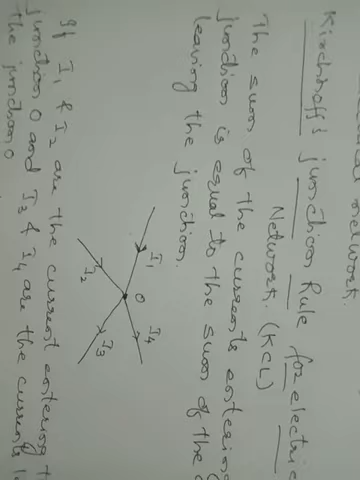 network.
Kirchhoff's junction Rule for electric
Network. (KCL)
The sum of the currents entering
junction is equal to the sum of the
leaving the junction.
I1
I4
O
I2
I3
If I1 & I2 are the current entering
junction O and I3 & I4 are the currents
the junction O